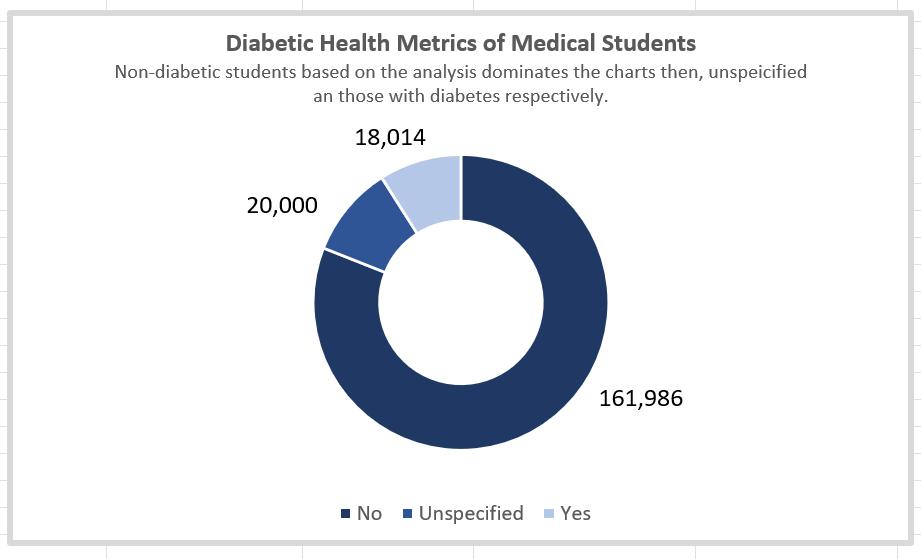 Diabetic Health Metrics of Medical Students
Non-diabetic students based on the analysis dominates the charts then, unspeicified
an those with diabetes respectively.
18,014
20,000
161,986
No Unspecified Yes